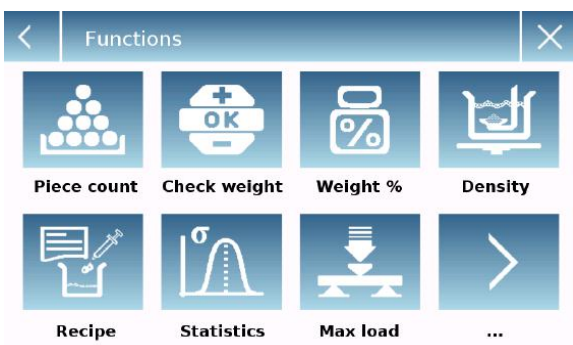 Functions
+
OK
−
%
Piece count Check weight Weight % Density
σ
Recipe Statistics Max load ...